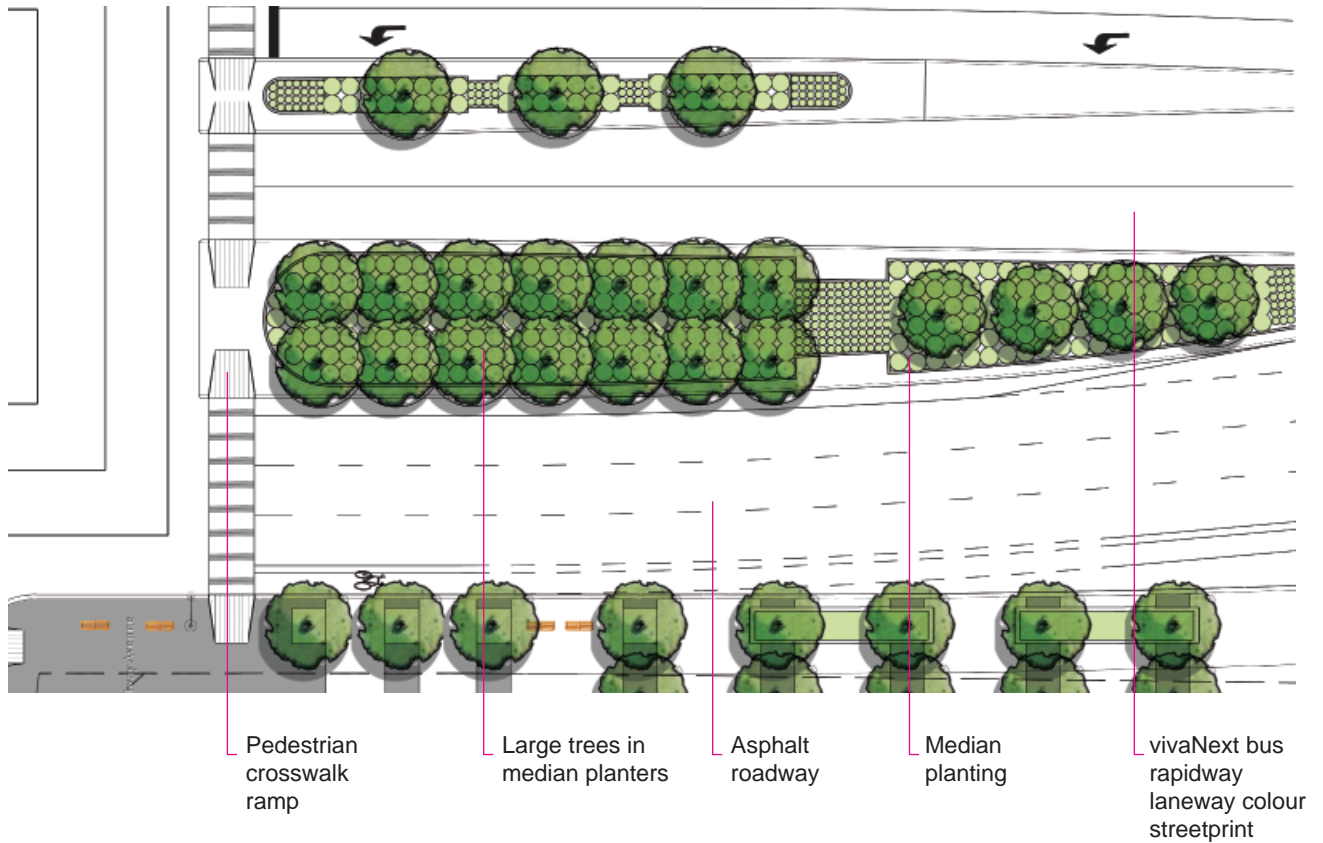 Pedestrian
crosswalk
ramp
Large trees in
median planters
Asphalt
roadway
Median
planting
vivaNext bus
rapidway
laneway colour
streetprint